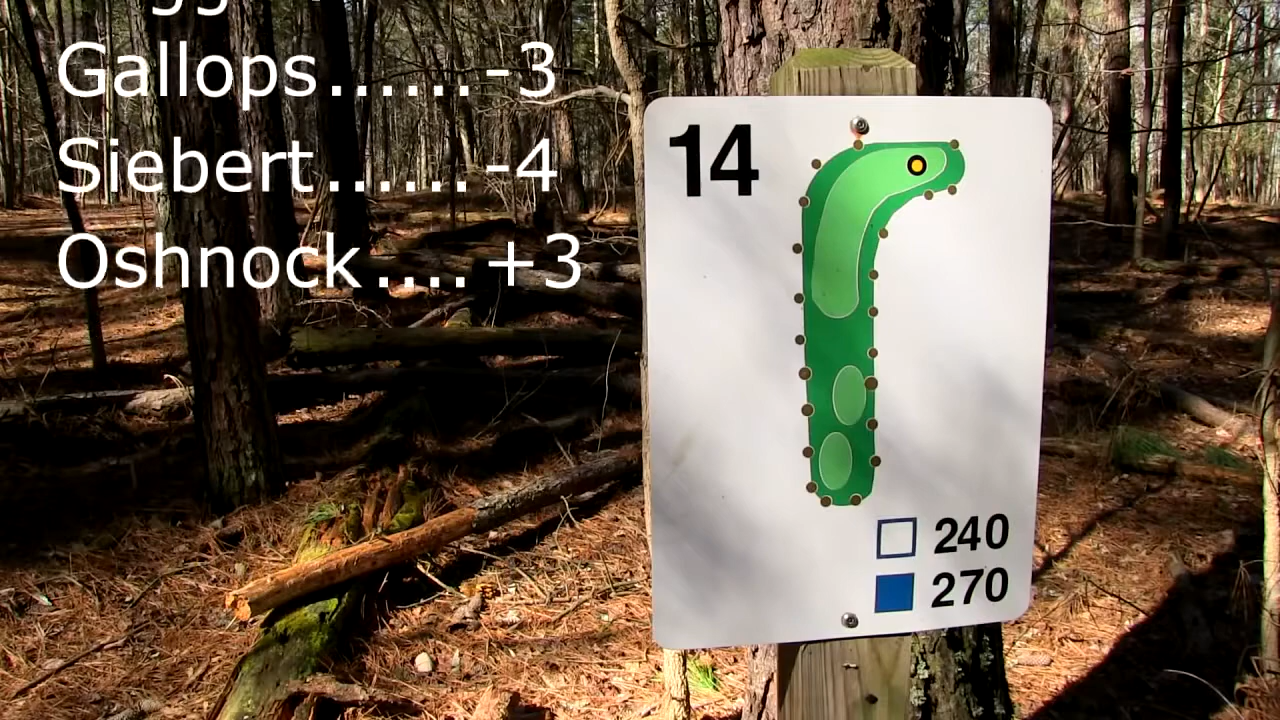 Gallops...... -3
Siebert...... -4
Oshnock.... +3
14
240
270